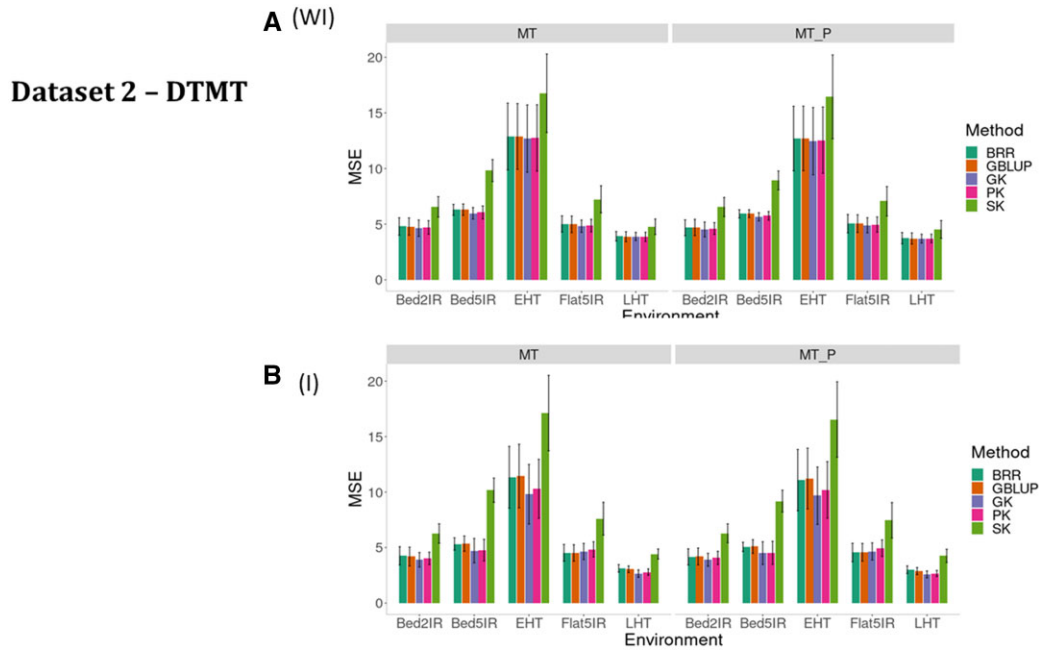 Dataset 2 – DTMT
A (WI)
MT MT_P
20
15
10
5
0
MSE
Bed2IR Bed5IR EHT Flat5IR LHT Bed2IR Bed5IR EHT Flat5IR LHT
Environment
Method
BRR
GBLUP
GK
PK
SK
B (I)
MT MT_P
20
15
10
5
0
MSE
Bed2IR Bed5IR EHT Flat5IR LHT Bed2IR Bed5IR EHT Flat5IR LHT
Environment
Method
BRR
GBLUP
GK
PK
SK